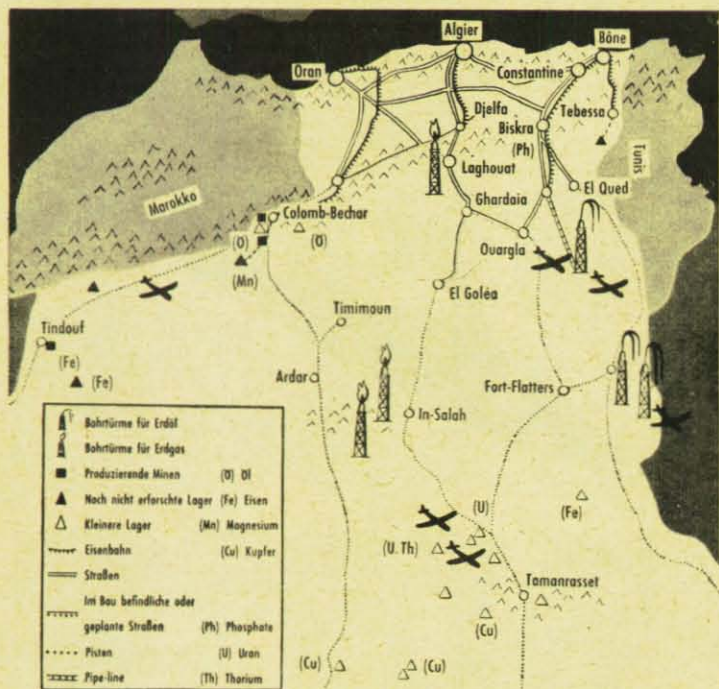 Algier
Bône
Oran
Constantine
Djelfa
Tebessa
Biskra
(Ph)
Tunis
Laghouat
El Qued
Marokko
Ghardaia
Colomb-Bechar
(Ö)
(Ö)
Ouargla
(Mn)
El Goléa
Timimoun
Tindouf
(Fe)
(Fe)
Ardar
Fort-Flatters
In-Salah
Bohrtürme für Erdöl
Bohrtürme für Erdgas
Produzierende Minen (Ö) Öl
Noch nicht erforschte Lager (Fe) Eisen
Kleinere Lager (Mn) Magnesium
Eisenbahn (Cu) Kupfer
Straßen
Im Bau befindliche oder
geplante Straßen (Ph) Phosphate
Pisten (U) Uran
Pipe-line (Th) Thorium
(U)
(Fe)
(U. Th)
Tamanrasset
(Cu)
(Cu)
(Cu)